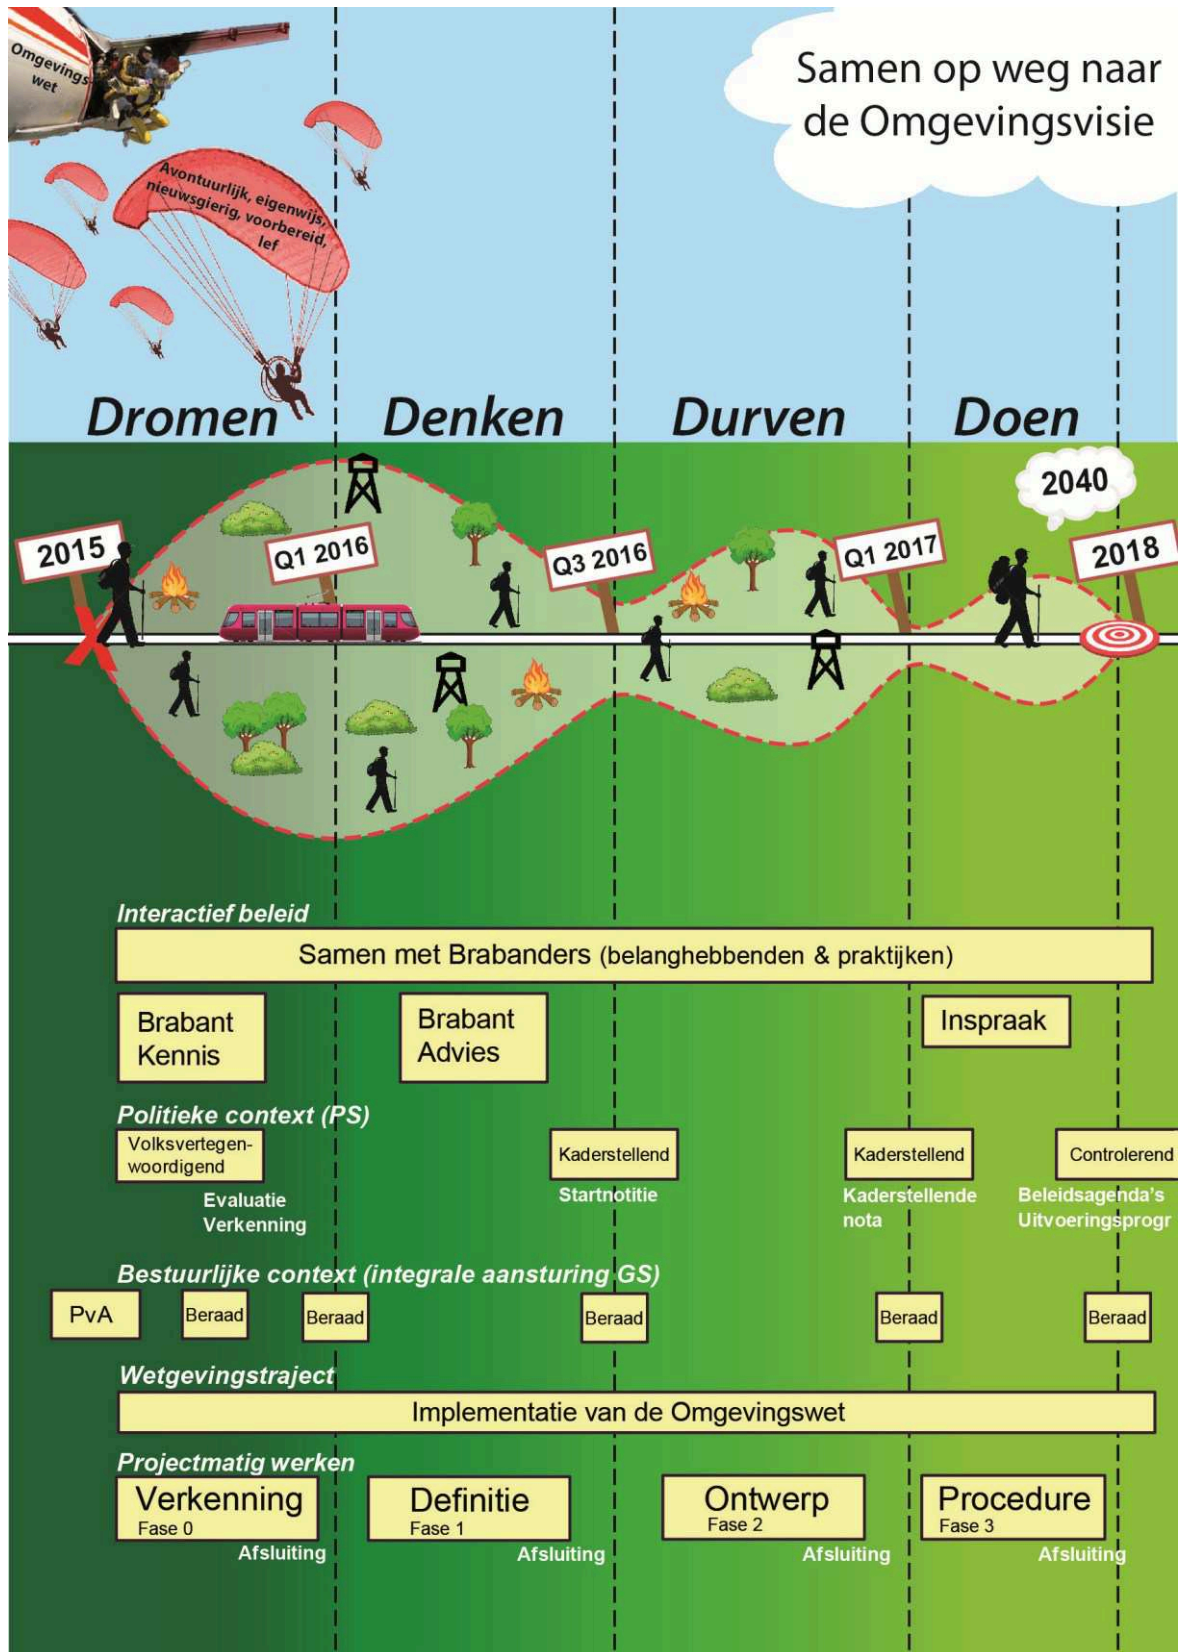 Omgevings
wet
Samen op weg naar
de Omgevingsvisie
Avontuurlijk, eigenwijs,
nieuwsgierig, voorbereid,
lef
Dromen
Denken
Durven
Doen
2040
2015
Q1 2016
Q3 2016
Q1 2017
2018
Interactief beleid
Samen met Brabanders (belanghebbenden & praktijken)
Brabant
Kennis
Brabant
Advies
Inspraak
Politieke context (PS)
Volksvertegen-
woordigend
Kaderstellend
Kaderstellend
Controlerend
Evaluatie
Verkenning
Startnotitie
Kaderstellende
nota
Beleidsagenda's
Uitvoeringsprogr
Bestuurlijke context (integrale aansturing GS)
PvA
Beraad
Beraad
Beraad
Beraad
Beraad
Wetgevingstraject
Implementatie van de Omgevingswet
Projectmatig werken
Verkenning
Fase 0
Afsluiting
Definitie
Fase 1
Afsluiting
Ontwerp
Fase 2
Afsluiting
Procedure
Fase 3
Afsluiting